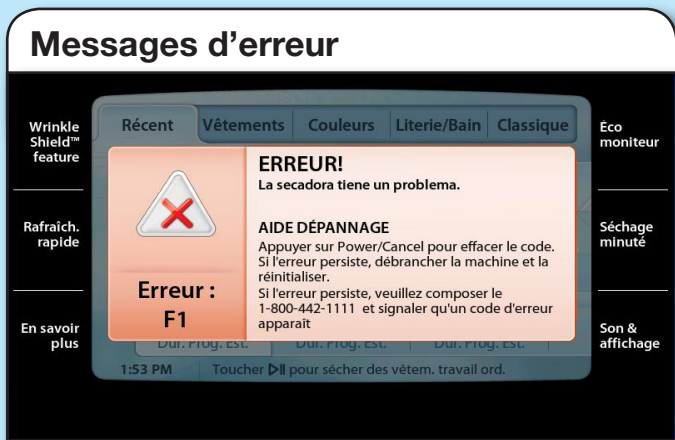 Messages d'erreur
Wrinkle
Shield™
feature
Rafraîch.
rapide
En savoir
plus
Récent Vêtements Couleurs Literie/Bain Classique
ERREUR!
La secadora tiene un problema.
AIDE DÉPANNAGE
Appuyer sur Power/Cancel pour effacer le code.
Si l'erreur persiste, débrancher la machine et la
réinitialiser.
Si l'erreur persiste, veuillez composer le
1-800-442-1111 et signaler qu'un code d'erreur
apparaît
Erreur :
F1
Dur. Prog. Est. Dur. Prog. Est. Dur. Prog. Est.
1:53 PM Toucher pour sécher des vêtem. travail ord.
Éco
moniteur
Séchage
minuté
Son &
affichage